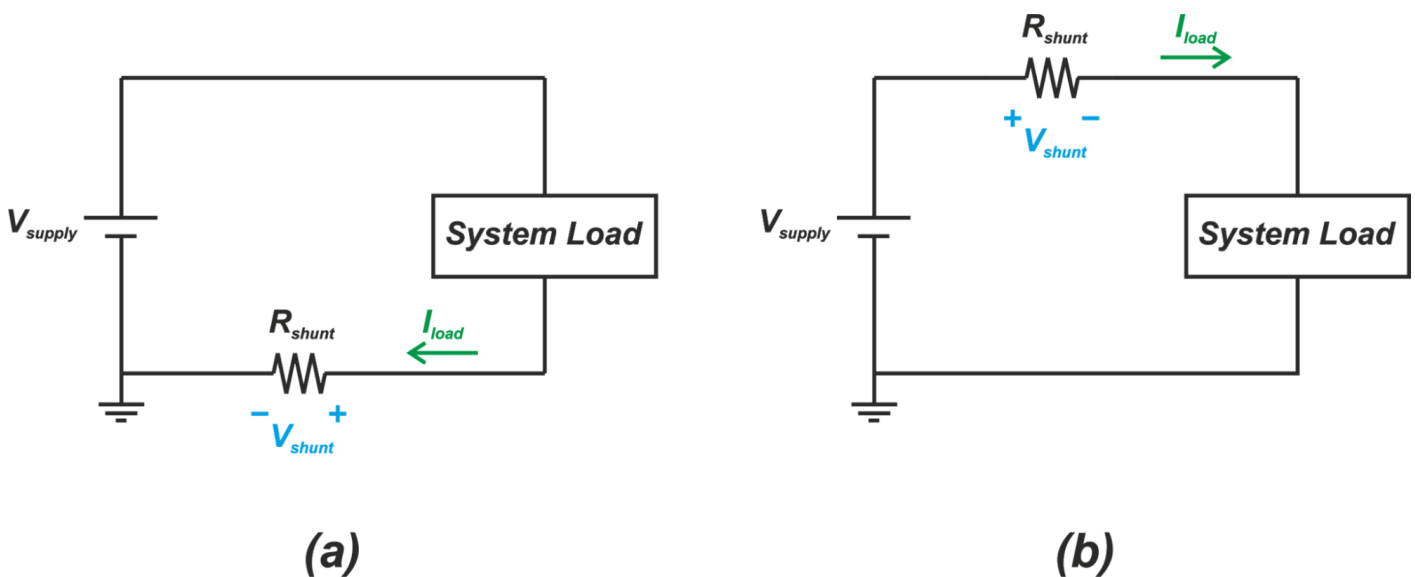 R_shunt
I_load
+ −
V_shunt
V_supply
System Load
V_supply
System Load
R_shunt
I_load
− +
V_shunt
(a)
(b)